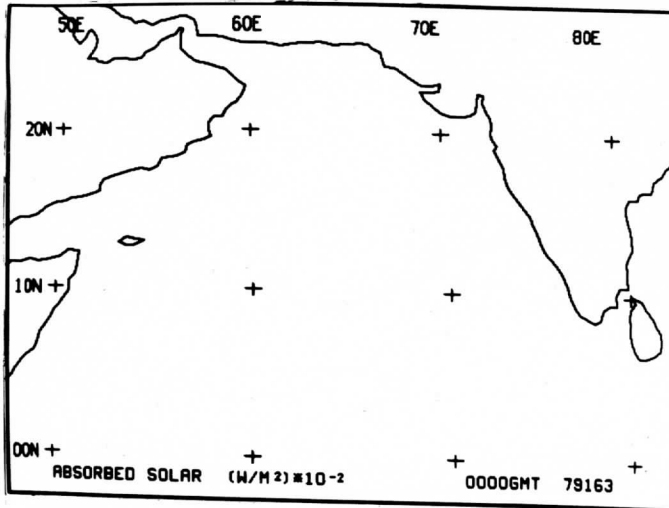 50E 60E 70E 80E
20N
10N
00N
ABSORBED SOLAR (W/M²)*10⁻² 0000GMT 79163